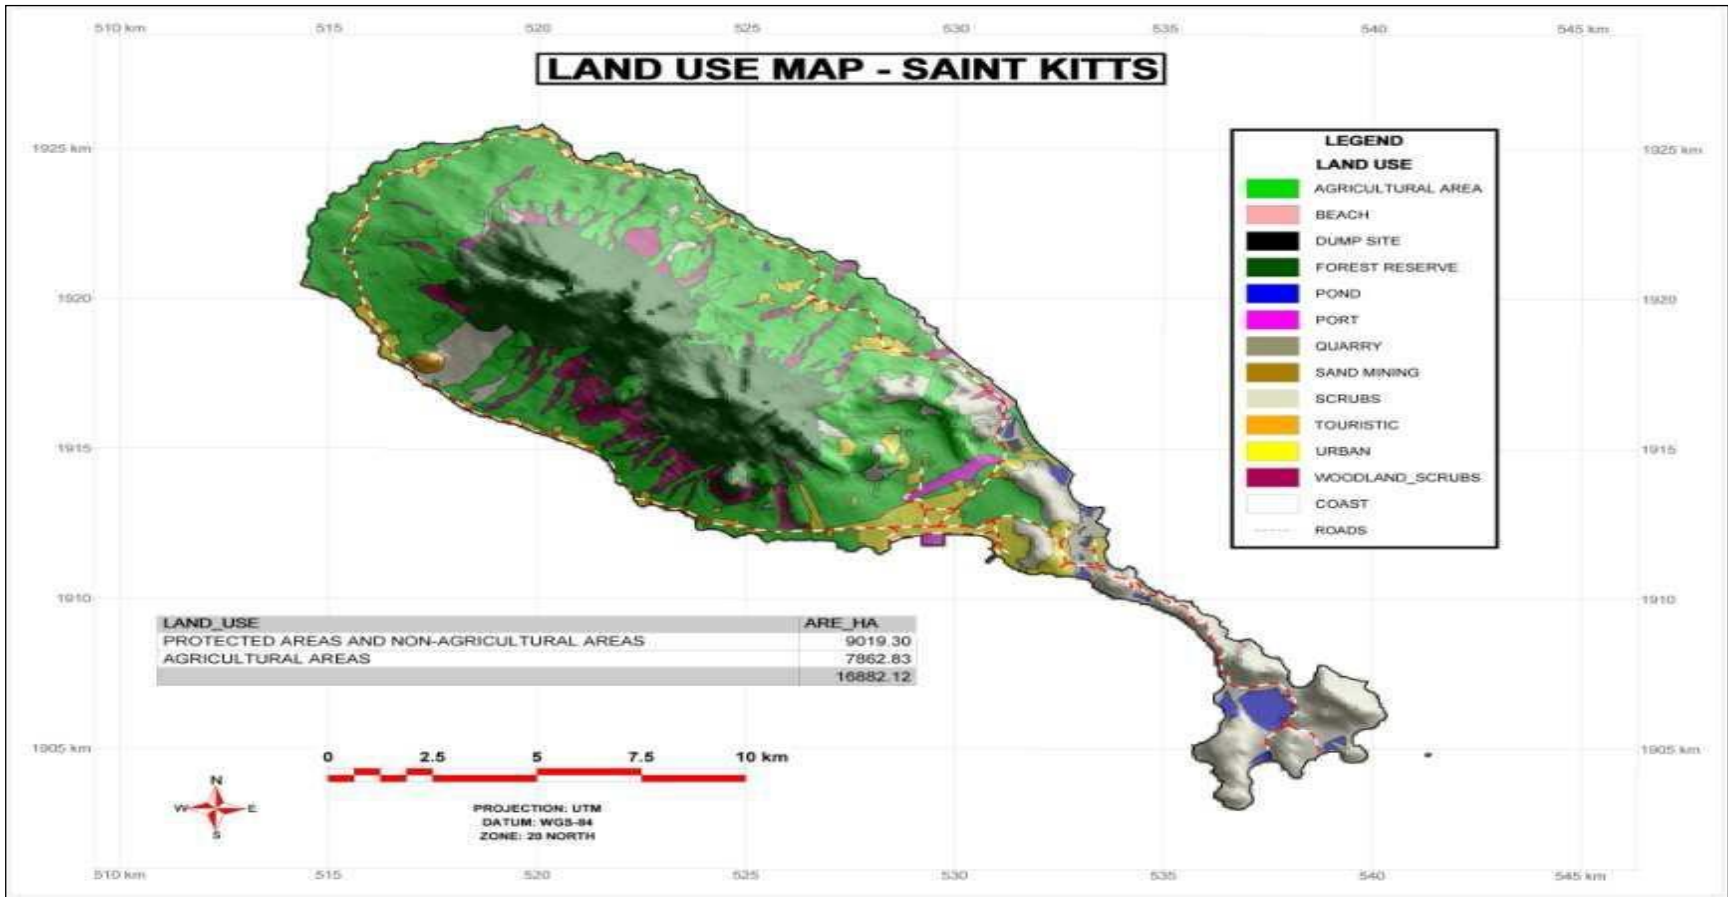 510 km 515 520 525 530 535 540 545 km
LAND USE MAP - SAINT KITTS
1925 km 1925 km
1920 1920
1915 1915
1910 1910
1905 km 1905 km
LEGEND
LAND USE
AGRICULTURAL AREA
BEACH
DUMP SITE
FOREST RESERVE
POND
PORT
QUARRY
SAND MINING
SCRUBS
TOURISTIC
URBAN
WOODLAND_SCRUBS
COAST
ROADS
LAND_USE ARE_HA
PROTECTED AREAS AND NON-AGRICULTURAL AREAS 9019.30
AGRICULTURAL AREAS 7862.83
16882.12
0 2.5 5 7.5 10 km
N
W E
S
PROJECTION: UTM
DATUM: WGS-84
ZONE: 20 NORTH
510 km 515 520 525 530 535 540 545 km